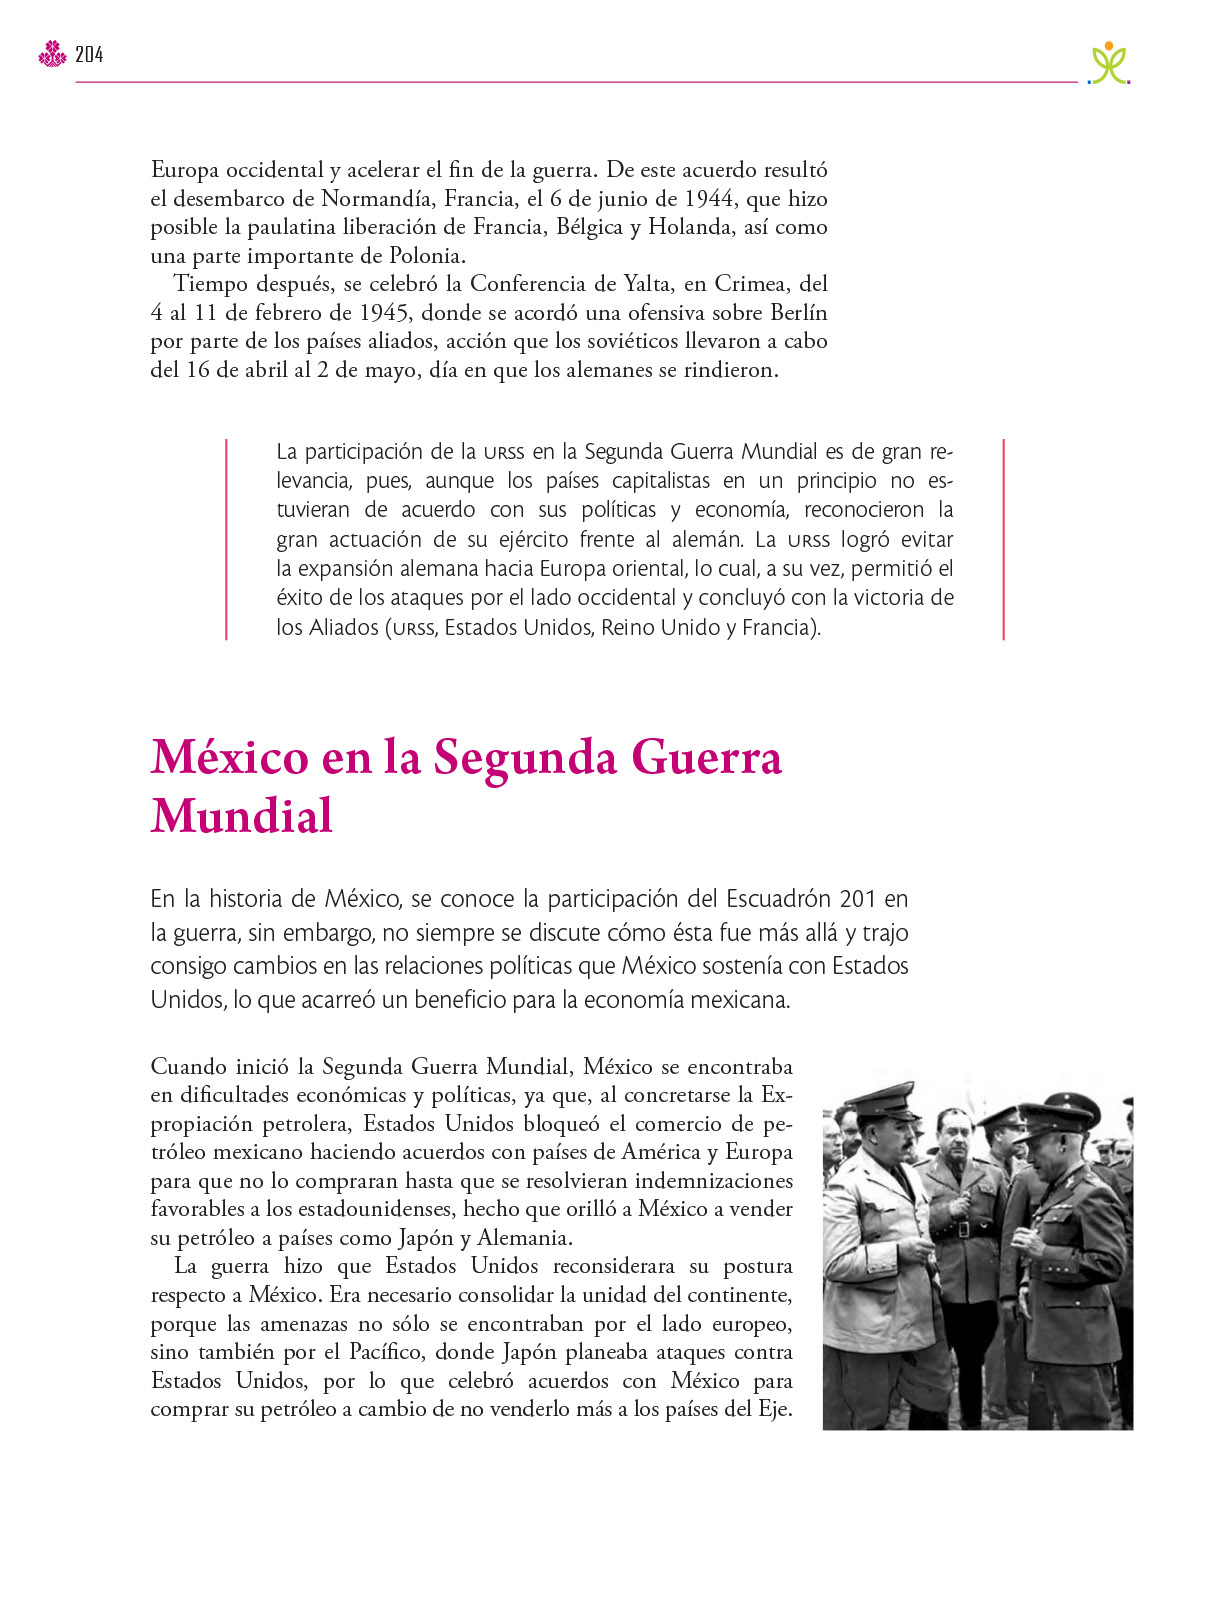 204
Europa occidental y acelerar el fin de la guerra. De este acuerdo resultó
el desembarco de Normandía, Francia, el 6 de junio de 1944, que hizo
posible la paulatina liberación de Francia, Bélgica y Holanda, así como
una parte importante de Polonia.
Tiempo después, se celebró la Conferencia de Yalta, en Crimea, del
4 al 11 de febrero de 1945, donde se acordó una ofensiva sobre Berlín
por parte de los países aliados, acción que los soviéticos llevaron a cabo
del 16 de abril al 2 de mayo, día en que los alemanes se rindieron.
La participación de la URSS en la Segunda Guerra Mundial es de gran re-
levancia, pues, aunque los países capitalistas en un principio no es-
tuvieran de acuerdo con sus políticas y economía, reconocieron la
gran actuación de su ejército frente al alemán. La URSS logró evitar
la expansión alemana hacia Europa oriental, lo cual, a su vez, permitió el
éxito de los ataques por el lado occidental y concluyó con la victoria de
los Aliados (URSS, Estados Unidos, Reino Unido y Francia).
México en la Segunda Guerra
Mundial
En la historia de México, se conoce la participación del Escuadrón 201 en
la guerra, sin embargo, no siempre se discute cómo ésta fue más allá y trajo
consigo cambios en las relaciones políticas que México sostenía con Estados
Unidos, lo que acarreó un beneficio para la economía mexicana.
Cuando inició la Segunda Guerra Mundial, México se encontraba
en dificultades económicas y políticas, ya que, al concretarse la Ex-
propiación petrolera, Estados Unidos bloqueó el comercio de pe-
tróleo mexicano haciendo acuerdos con países de América y Europa
para que no lo compraran hasta que se resolvieran indemnizaciones
favorables a los estadounidenses, hecho que orilló a México a vender
su petróleo a países como Japón y Alemania.
La guerra hizo que Estados Unidos reconsiderara su postura
respecto a México. Era necesario consolidar la unidad del continente,
porque las amenazas no sólo se encontraban por el lado europeo,
sino también por el Pacífico, donde Japón planeaba ataques contra
Estados Unidos, por lo que celebró acuerdos con México para
comprar su petróleo a cambio de no venderlo más a los países del Eje.